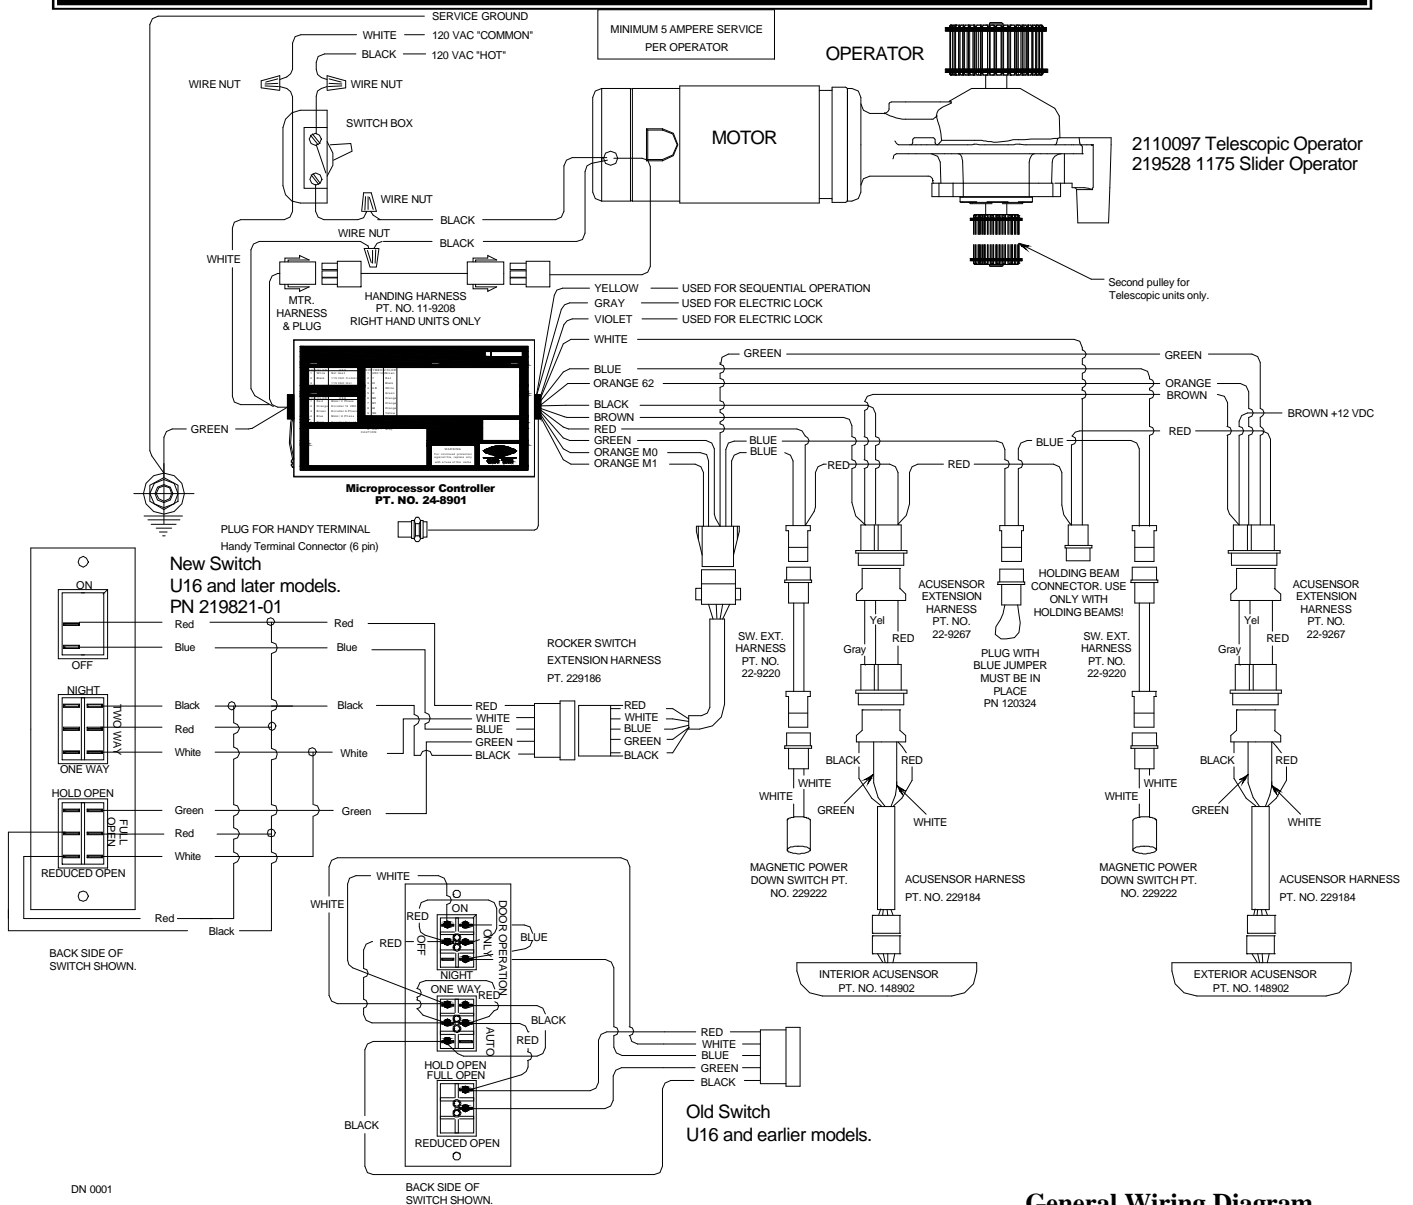 SERVICE GROUND
WHITE
120 VAC "COMMON"
BLACK
120 VAC "HOT"
MINIMUM 5 AMPERE SERVICE
PER OPERATOR
OPERATOR
WIRE NUT
WIRE NUT
SWITCH BOX
MOTOR
2110097 Telescopic Operator
219528 1175 Slider Operator
WIRE NUT
BLACK
WIRE NUT
BLACK
WHITE
Second pulley for
Telescopic units only.
MTR.
HARNESS
& PLUG
HANDING HARNESS
PT. NO. 11-9208
RIGHT HAND UNITS ONLY
YELLOW
USED FOR SEQUENTIAL OPERATION
GRAY
USED FOR ELECTRIC LOCK
VIOLET
USED FOR ELECTRIC LOCK
WHITE
GREEN
GREEN
BLUE
ORANGE 62
ORANGE
BROWN
BLACK
BROWN
BROWN +12 VDC
RED
RED
GREEN
GREEN
BLUE
BLUE
BLUE
ORANGE M0
ORANGE M1
RED
RED
Microprocessor Controller
PT. NO. 24-8901
PLUG FOR HANDY TERMINAL
Handy Terminal Connector (6 pin)
New Switch
U16 and later models.
PN 219821-01
ON
OFF
Red
Red
Blue
Blue
NIGHT
TWO WAY
ONE WAY
Black
Black
Red
White
White
HOLD OPEN
FULL OPEN
REDUCED OPEN
Green
Green
Red
White
Red
Black
BACK SIDE OF
SWITCH SHOWN.
ROCKER SWITCH
EXTENSION HARNESS
PT. 229186
RED
WHITE
BLUE
GREEN
BLACK
RED
WHITE
BLUE
GREEN
BLACK
SW. EXT.
HARNESS
PT. NO.
22-9220
ACUSENSOR
EXTENSION
HARNESS
PT. NO.
22-9267
Yel
RED
Gray
HOLDING BEAM
CONNECTOR. USE
ONLY WITH
HOLDING BEAMS!
PLUG WITH
BLUE JUMPER
MUST BE IN
PLACE
PN 120324
SW. EXT.
HARNESS
PT. NO.
22-9220
ACUSENSOR
EXTENSION
HARNESS
PT. NO.
22-9267
Yel
RED
Gray
BLACK
RED
WHITE
WHITE
GREEN
WHITE
BLACK
RED
WHITE
WHITE
GREEN
WHITE
MAGNETIC POWER
DOWN SWITCH PT.
NO. 229222
ACUSENSOR HARNESS
PT. NO. 229184
MAGNETIC POWER
DOWN SWITCH PT.
NO. 229222
ACUSENSOR HARNESS
PT. NO. 229184
INTERIOR ACUSENSOR
PT. NO. 148902
EXTERIOR ACUSENSOR
PT. NO. 148902
WHITE
WHITE
RED
RED
ON
OFF
ONLY
NIGHT
DOOR OPERATION
BLUE
ONE WAY
RED
AUTO
BLACK
RED
HOLD OPEN
FULL OPEN
REDUCED OPEN
BLACK
RED
WHITE
BLUE
GREEN
BLACK
Old Switch
U16 and earlier models.
BACK SIDE OF
SWITCH SHOWN.
DN 0001
General Wiring Diagram